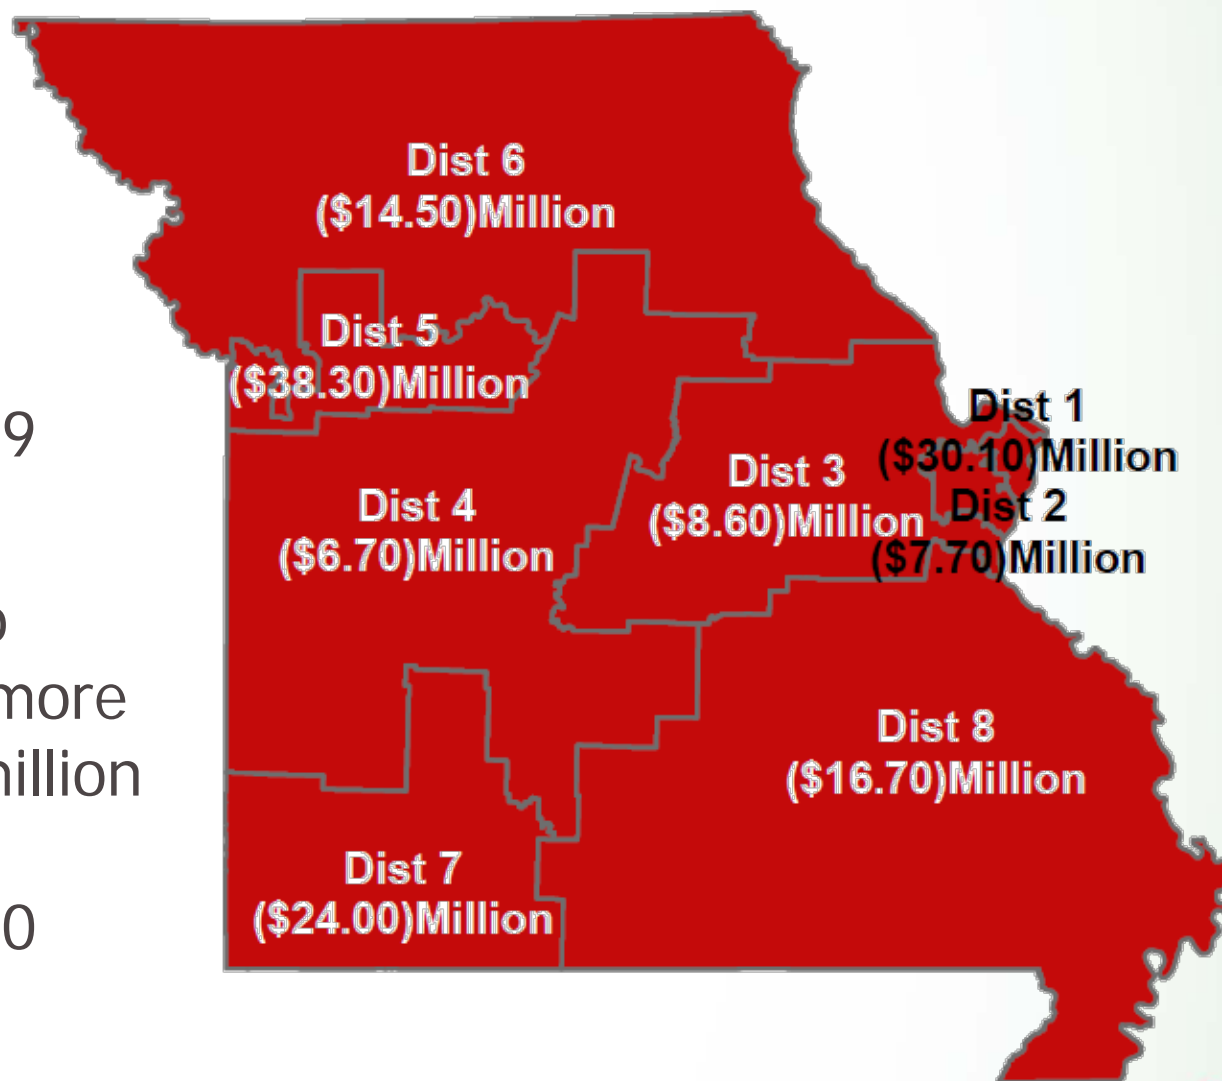 9
more
million
0
Dist 6
($14.50)Million
Dist 5
($38.30)Million
Dist 1
($30.10)Million
Dist 4
($6.70)Million
Dist 3
($8.60)Million
Dist 2
($7.70)Million
Dist 8
($16.70)Million
Dist 7
($24.00)Million